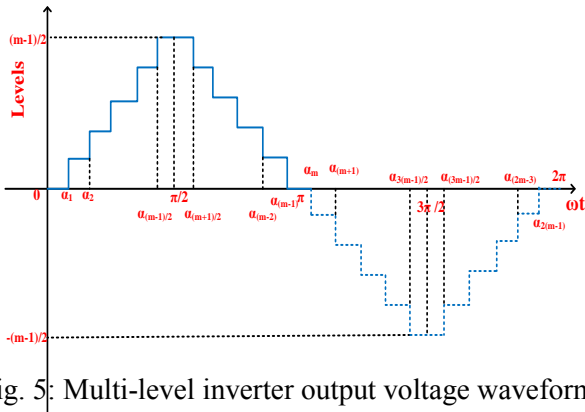 (m-1)/2
Levels
0
α1
α2
α(m-1)/2
π/2
α(m+1)/2
α(m-2)
α(m-1)
π
αm
α(m+1)
α3(m-1)/2
3π /2
α(3m-1)/2
α(2m-3)
2π
ωt
α2(m-1)
-(m-1)/2
ig. 5: Multi-level inverter output voltage waveform